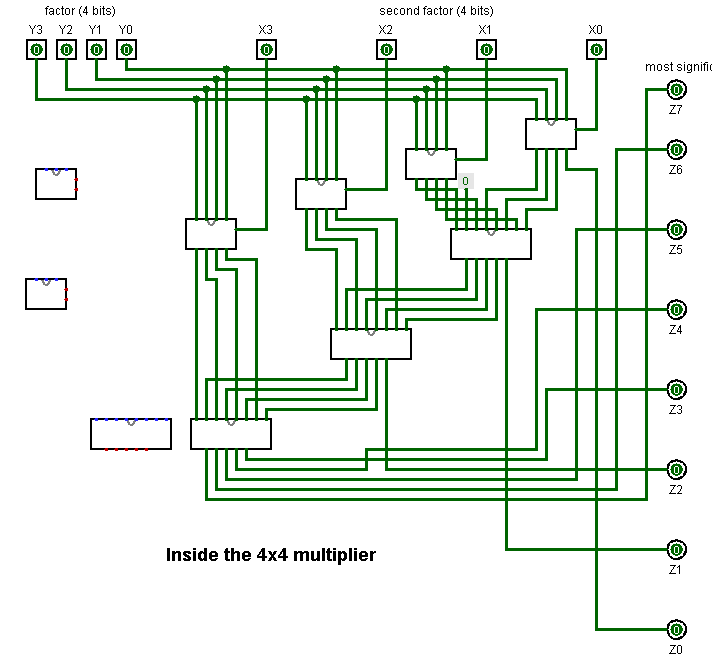 factor (4 bits)
second factor (4 bits)
Y3 Y2 Y1 Y0 X3 X2 X1 X0
0 0 0 0 0 0 0 0
most signific
0
Z7
0
Z6
0
0
Z5
0
Z4
0
Z3
0
Z2
Inside the 4x4 multiplier
0
Z1
0
Z0